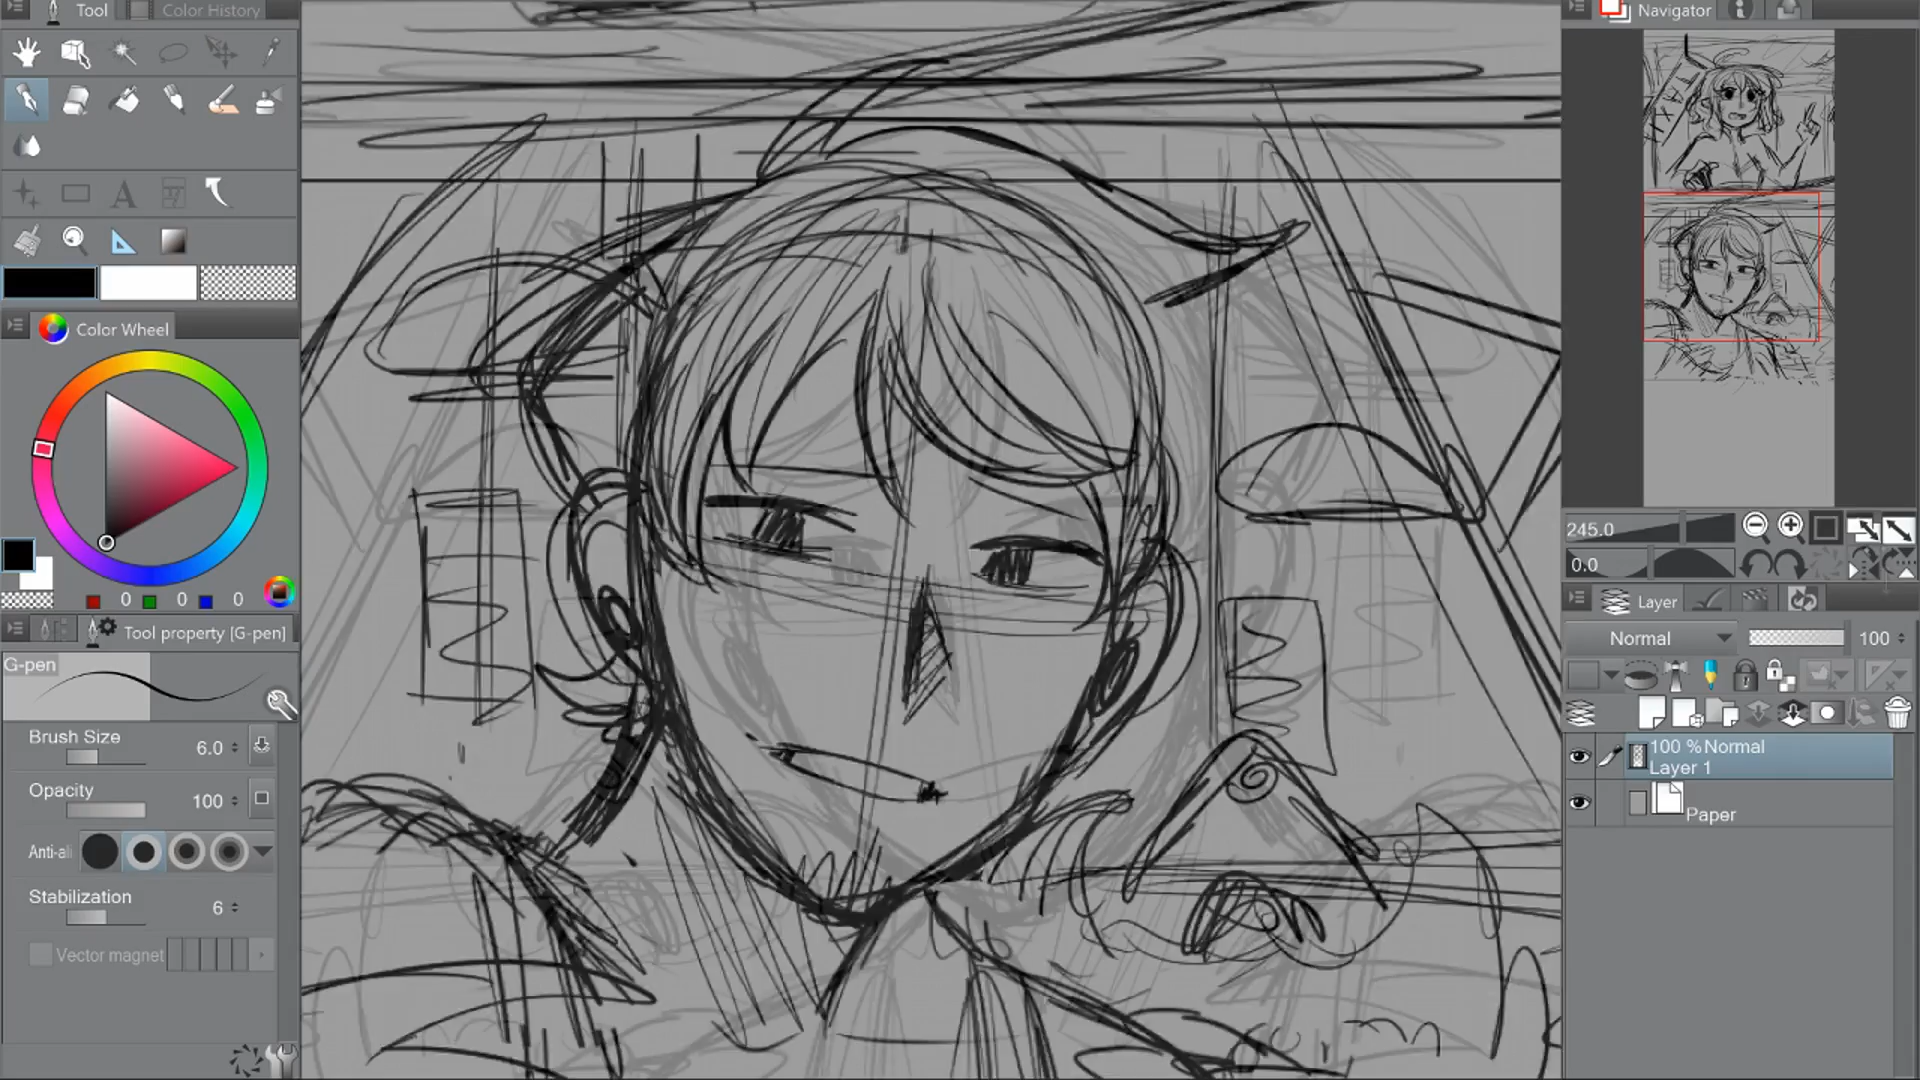 Tool
Color History
A
Color Wheel
0 0 0
Tool property [G-pen]
G-pen
Brush Size
6.0
Opacity
100
Anti-ali
Stabilization
6
Vector magnet
Navigator
245.0
0.0
Layer
Normal
100
100 %Normal
Layer 1
Paper